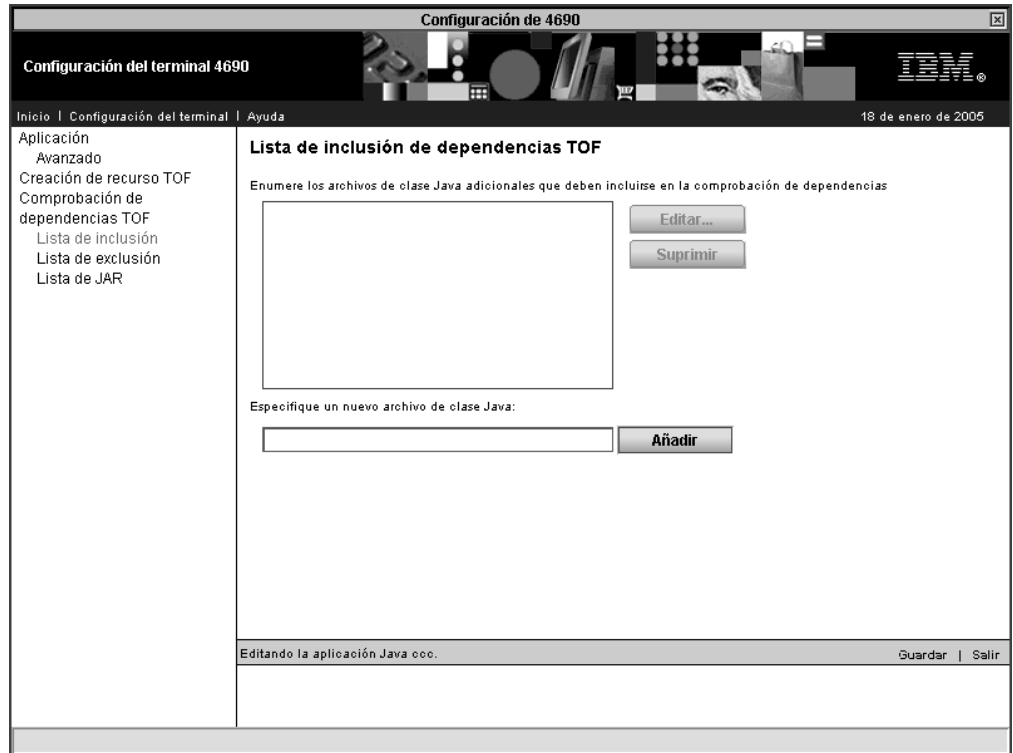 Configuración de 4690
Configuración del terminal 4690
IBM®
Inicio | Configuración del terminal | Ayuda
18 de enero de 2005
Aplicación
Avanzado
Creación de recurso TOF
Comprobación de
dependencias TOF
Lista de inclusión
Lista de exclusión
Lista de JAR
Lista de inclusión de dependencias TOF
Enumere los archivos de clase Java adicionales que deben incluirse en la comprobación de dependencias
Editar...
Suprimir
Especifique un nuevo archivo de clase Java:
Añadir
Editando la aplicación Java ccc.
Guardar | Salir